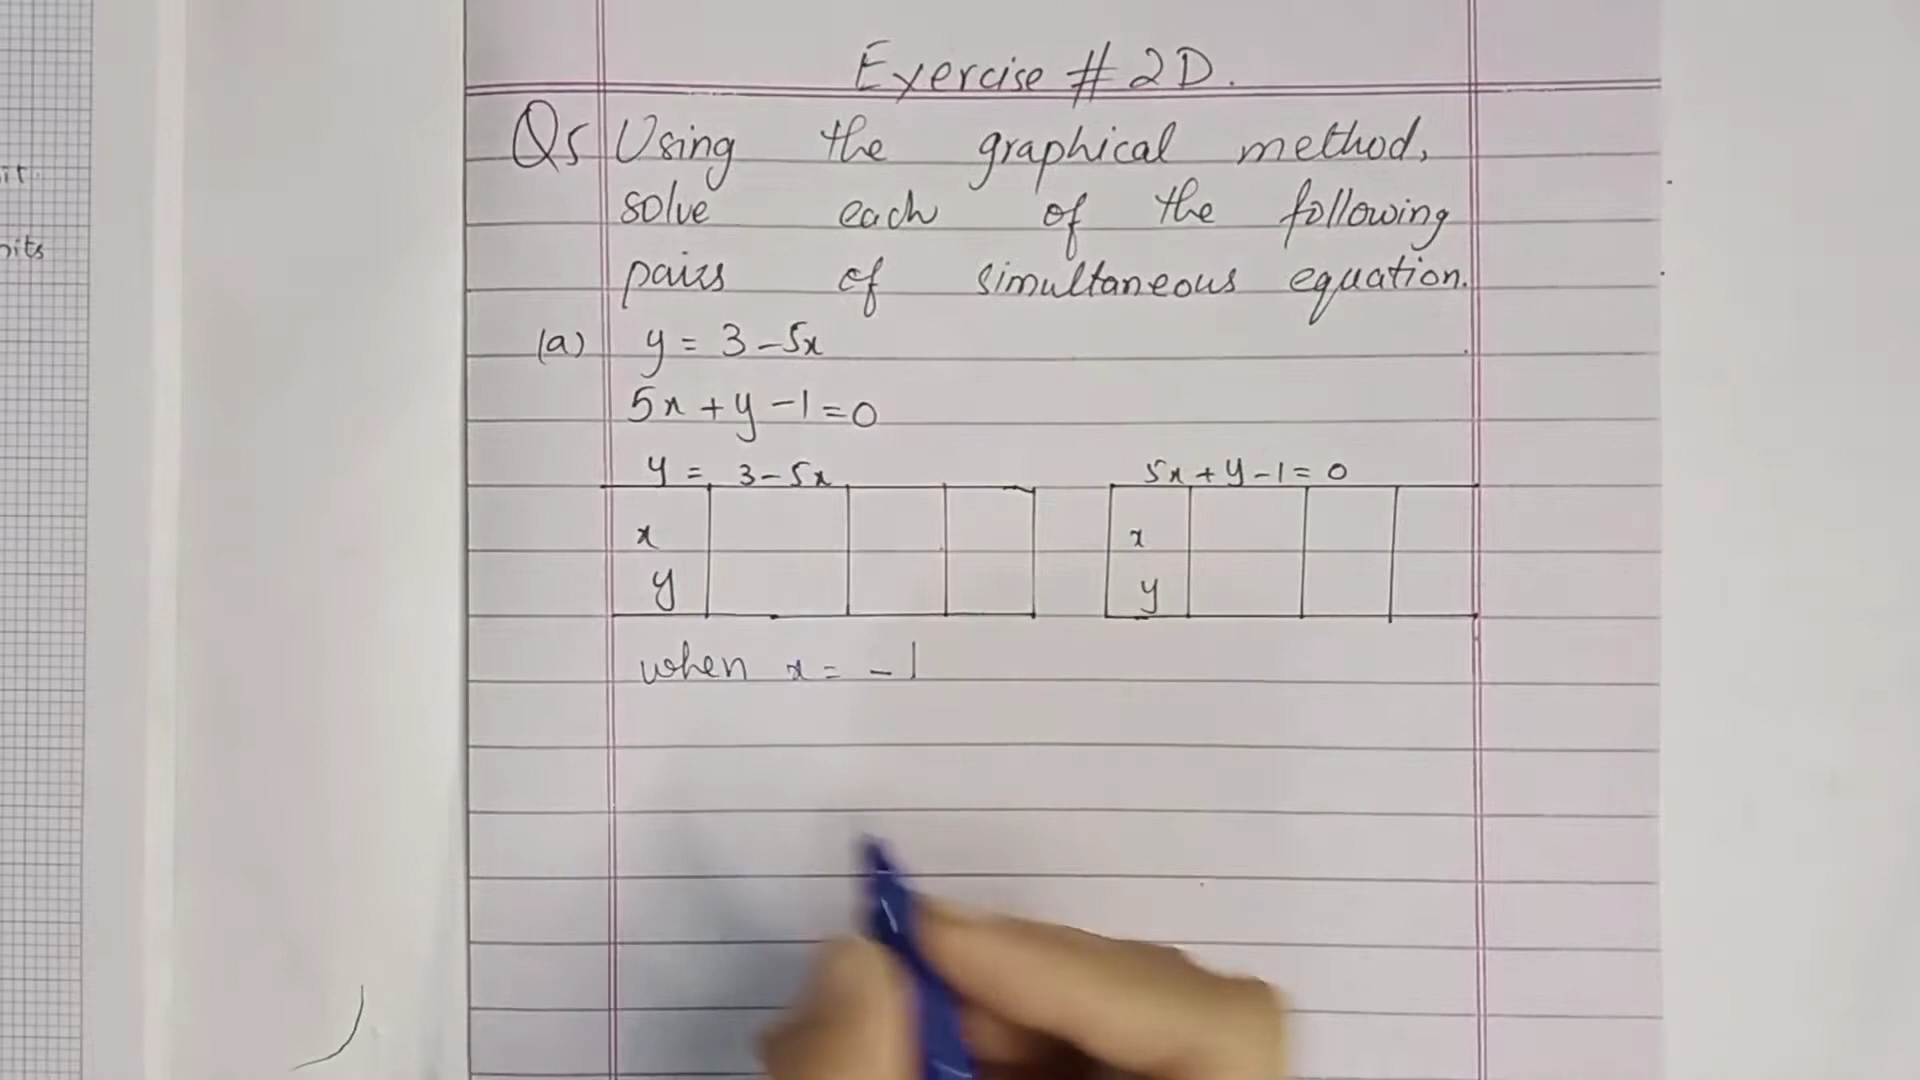 Exercise # 2D.
Q5 Using the graphical method,
solve each of the following
pairs of simultaneous equation.
(a) y = 3 - 5x
5x + y - 1 = 0
y = 3 - 5x 5x + y - 1 = 0
x x
y y
when x = -1